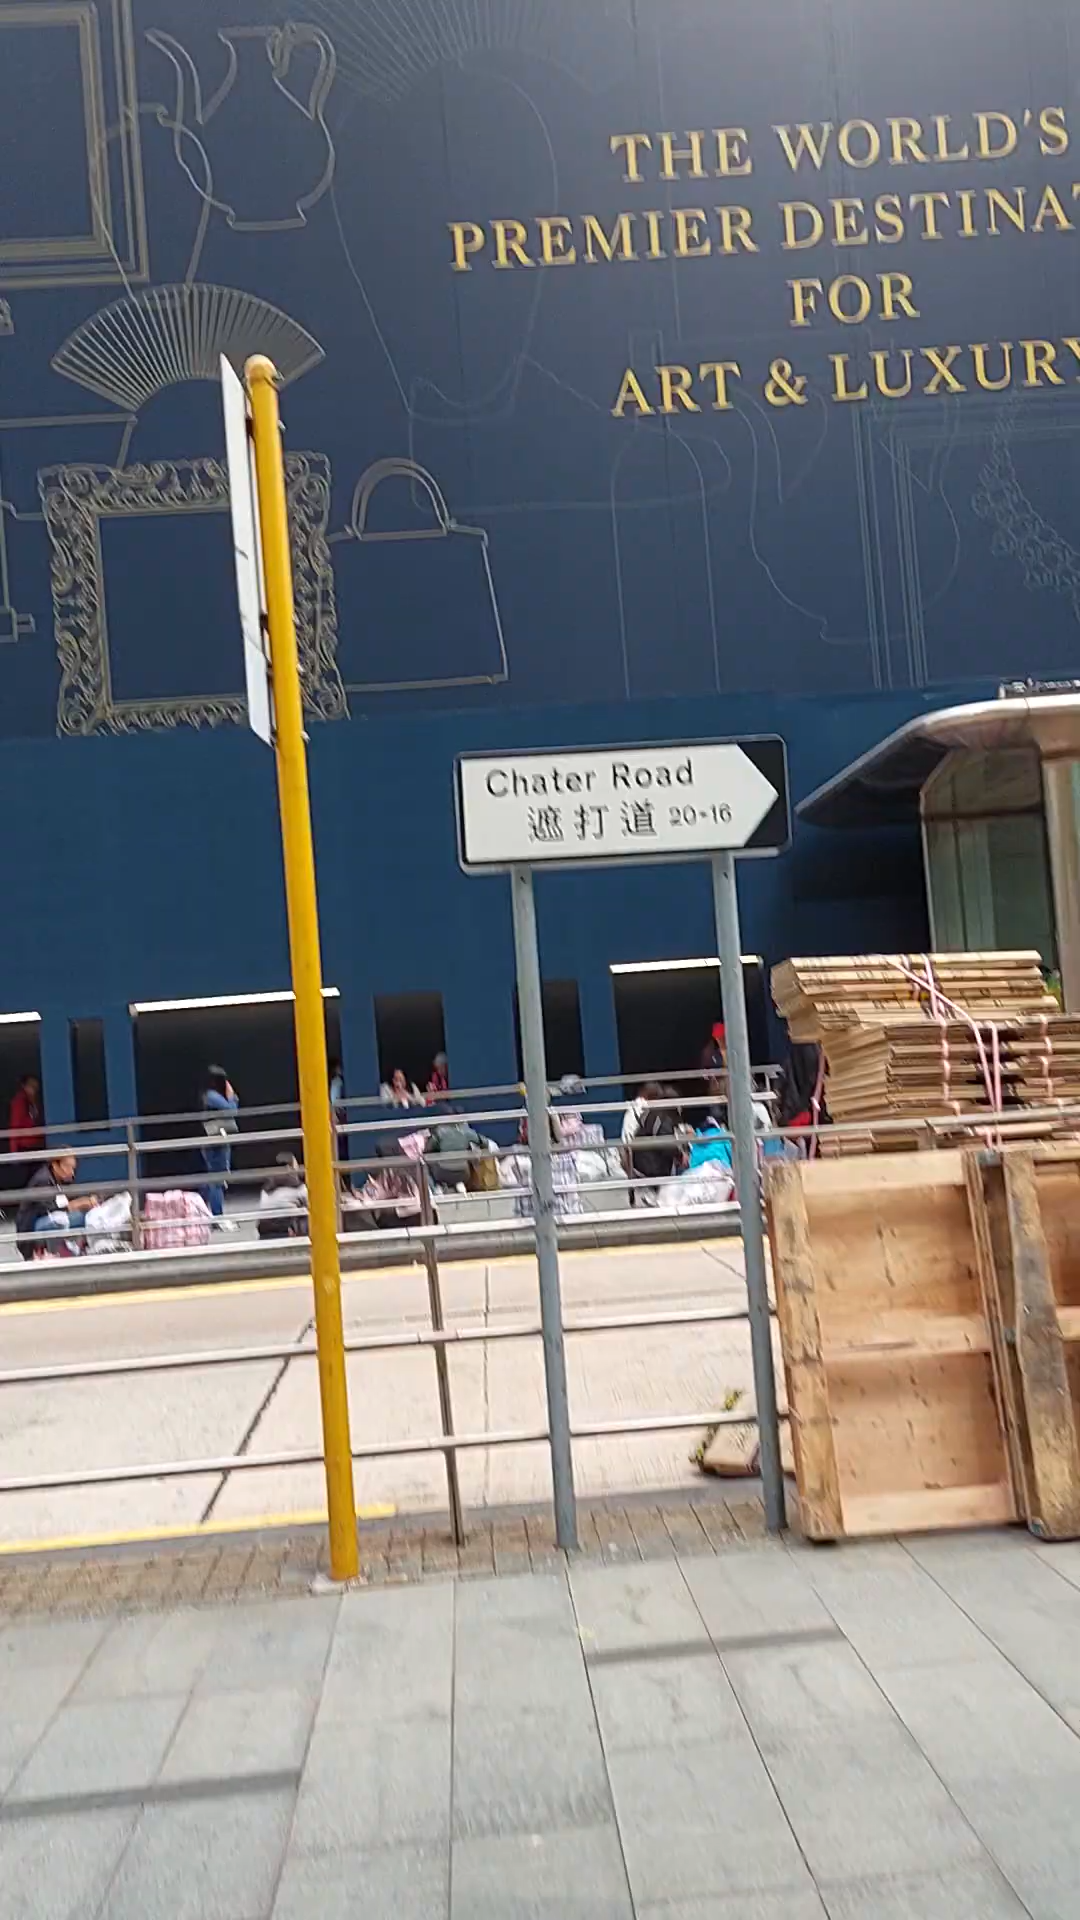 THE WORLD'S
PREMIER DESTINAT
FOR
ART & LUXURY
Chater Road
遮打道 20-16